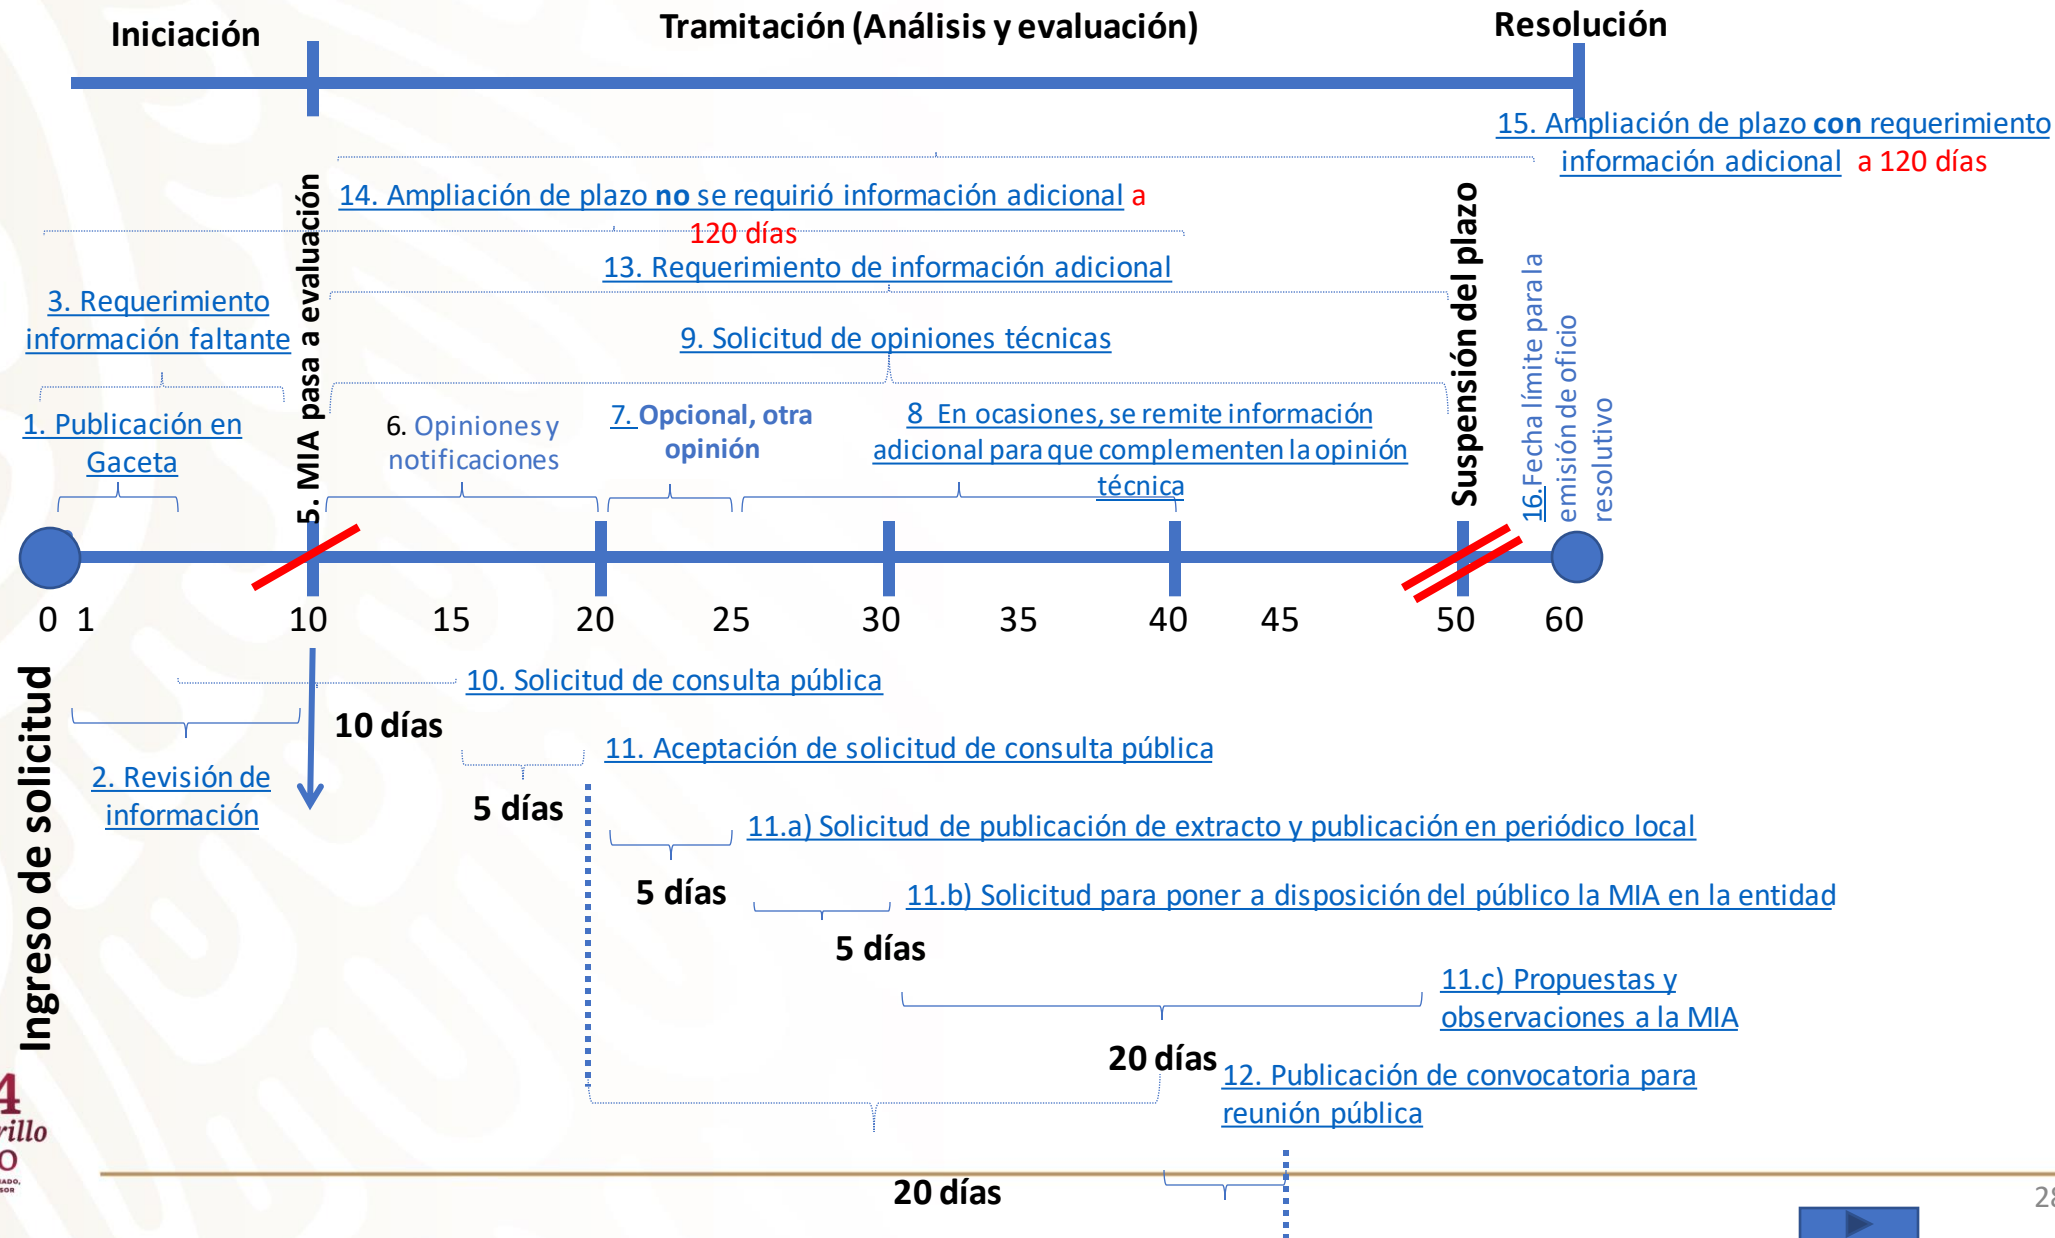 Iniciación
Tramitación (Análisis y evaluación)
Resolución
15. Ampliación de plazo con requerimiento
información adicional a 120 días
14. Ampliación de plazo no se requirió información adicional a
120 días
13. Requerimiento de información adicional
3. Requerimiento
información faltante
5. MIA pasa a evaluación
9. Solicitud de opiniones técnicas
Suspensión del plazo
16.Fecha límite para la
emisión de oficio
resolutivo
1. Publicación en
Gaceta
6. Opiniones y
notificaciones
7. Opcional, otra
opinión
8 En ocasiones, se remite información
adicional para que complementen la opinión
técnica
0 1 10 15 20 25 30 35 40 45 50 60
Ingreso de solicitud
10. Solicitud de consulta pública
10 días
2. Revisión de
información
11. Aceptación de solicitud de consulta pública
5 días
11.a) Solicitud de publicación de extracto y publicación en periódico local
5 días
11.b) Solicitud para poner a disposición del público la MIA en la entidad
5 días
11.c) Propuestas y
observaciones a la MIA
20 días
12. Publicación de convocatoria para
reunión pública
20 días
4
rillo
O
28